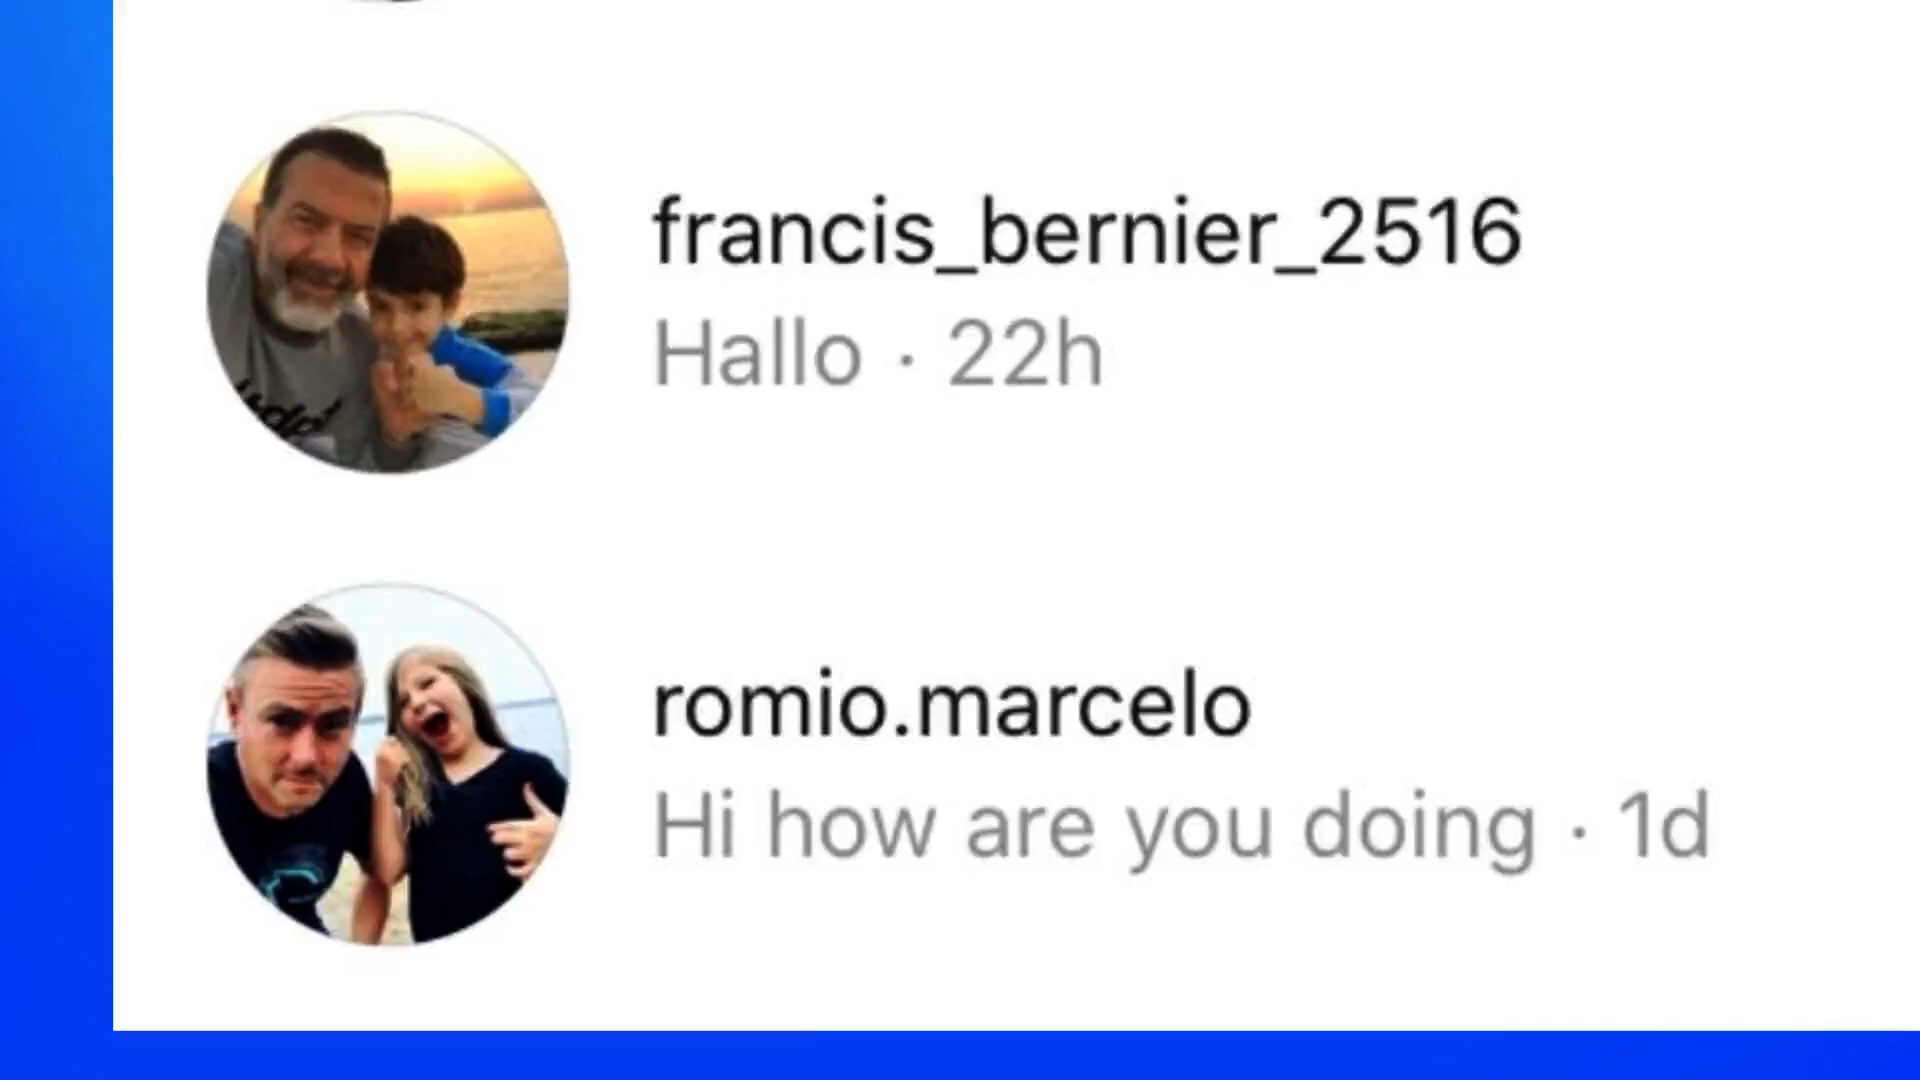 francis_bernier_2516
Hallo · 22h
romio.marcelo
Hi how are you doing · 1d